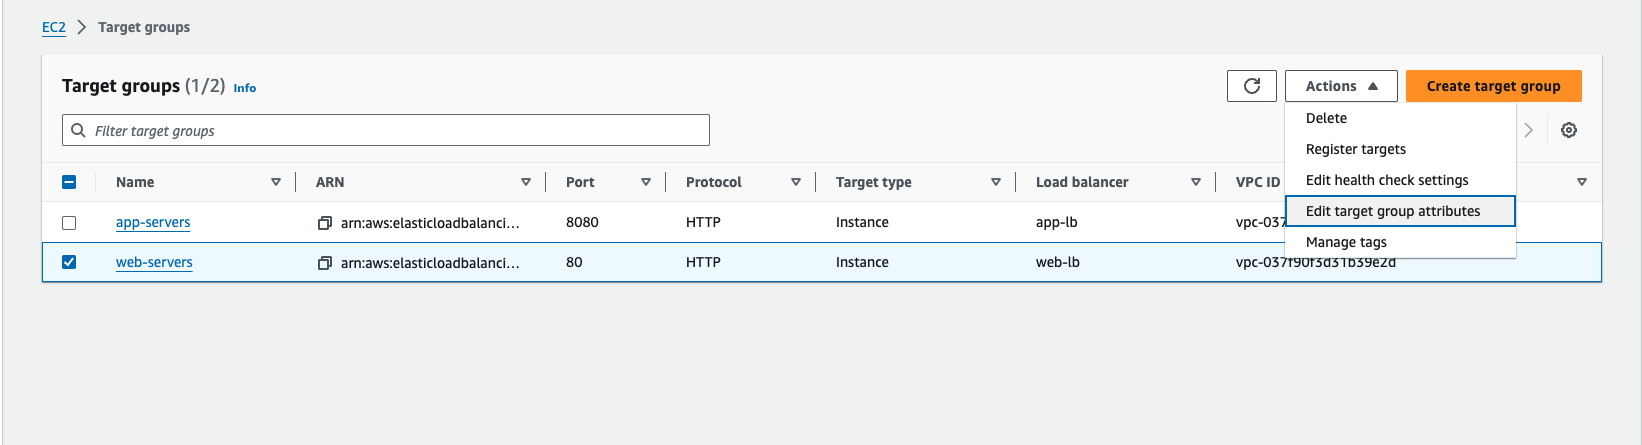 EC2 > Target groups
Target groups (1/2) Info
Actions
Create target group
Filter target groups
Delete
Register targets
Edit health check settings
Edit target group attributes
Manage tags
Name ARN Port Protocol Target type Load balancer VPC ID
app-servers arn:aws:elasticloadbalanci... 8080 HTTP Instance app-lb vpc-037
web-servers arn:aws:elasticloadbalanci... 80 HTTP Instance web-lb vpc-037f90f3d31b39e2d